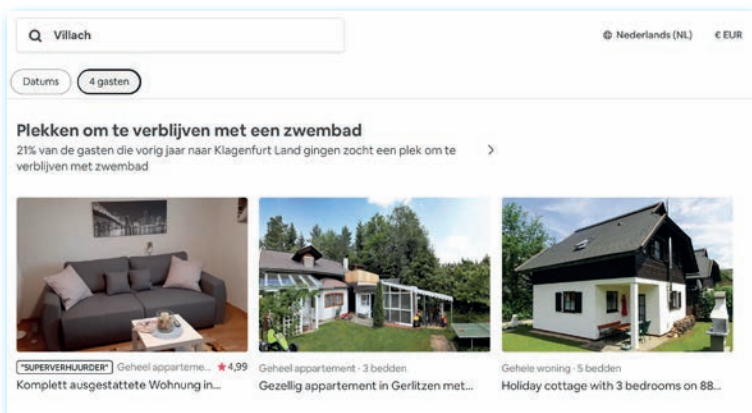 Villach
Nederlands (NL) € EUR
Datums 4 gasten
Plekken om te verblijven met een zwembad
21% van de gasten die vorig jaar naar Klagenfurt Land gingen zocht een plek om te
verblijven met zwembad
"SUPERVERHUURDER" Geheel apparteme... ★4,99
Komplett ausgestattete Wohnung in...
Geheel appartement · 3 bedden
Gezellig appartement in Gerlitzen met...
Gehele woning · 5 bedden
Holiday cottage with 3 bedrooms on 88...